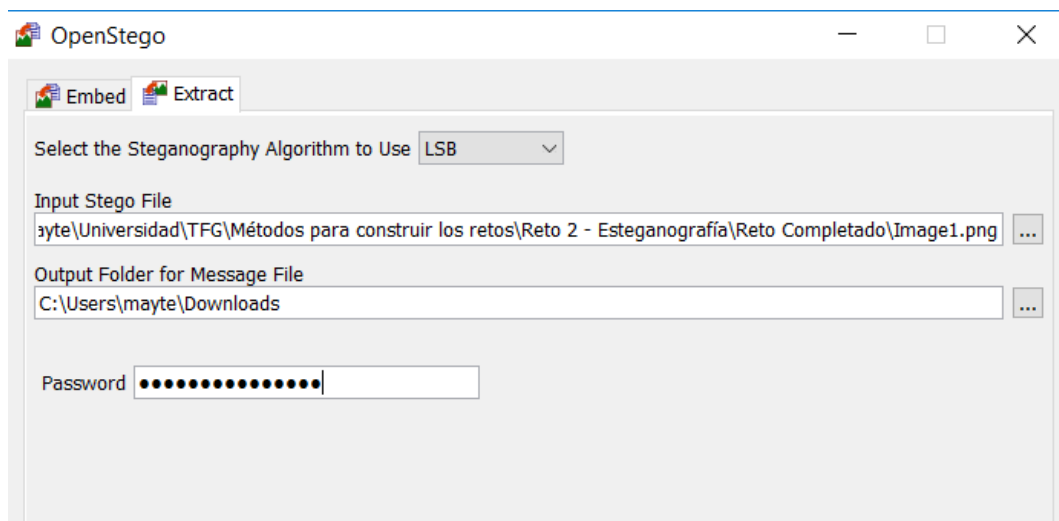 OpenStego
Embed Extract
Select the Steganography Algorithm to Use LSB
Input Stego File
ayte\Universidad\TFG\Métodos para construir los retos\Reto 2 - Esteganografía\Reto Completado\Image1.png ...
Output Folder for Message File
C:\Users\mayte\Downloads ...
Password •••••••••••••••